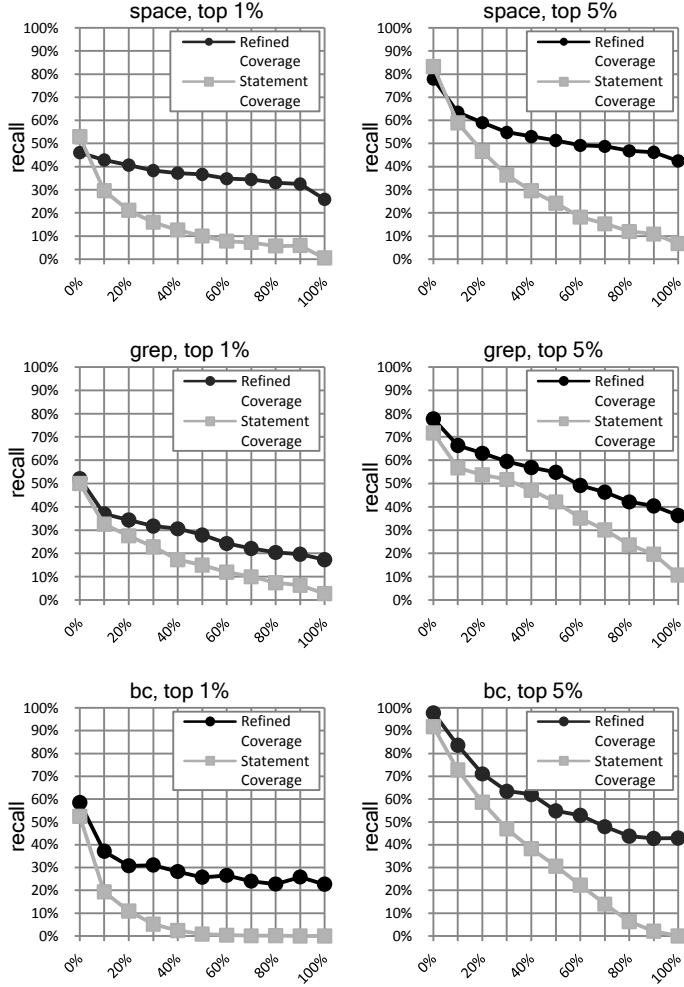 space, top 1%
100%
90%
80%
70%
60%
50%
40%
30%
20%
10%
0%
recall
Refined
Coverage
Statement
Coverage
0%
20%
40%
60%
80%
100%
space, top 5%
100%
90%
80%
70%
60%
50%
40%
30%
20%
10%
0%
recall
Refined
Coverage
Statement
Coverage
0%
20%
40%
60%
80%
100%
grep, top 1%
100%
90%
80%
70%
60%
50%
40%
30%
20%
10%
0%
recall
Refined
Coverage
Statement
Coverage
0%
20%
40%
60%
80%
100%
grep, top 5%
100%
90%
80%
70%
60%
50%
40%
30%
20%
10%
0%
recall
Refined
Coverage
Statement
Coverage
0%
20%
40%
60%
80%
100%
bc, top 1%
100%
90%
80%
70%
60%
50%
40%
30%
20%
10%
0%
recall
Refined
Coverage
Statement
Coverage
0%
20%
40%
60%
80%
100%
bc, top 5%
100%
90%
80%
70%
60%
50%
40%
30%
20%
10%
0%
recall
Refined
Coverage
Statement
Coverage
0%
20%
40%
60%
80%
100%